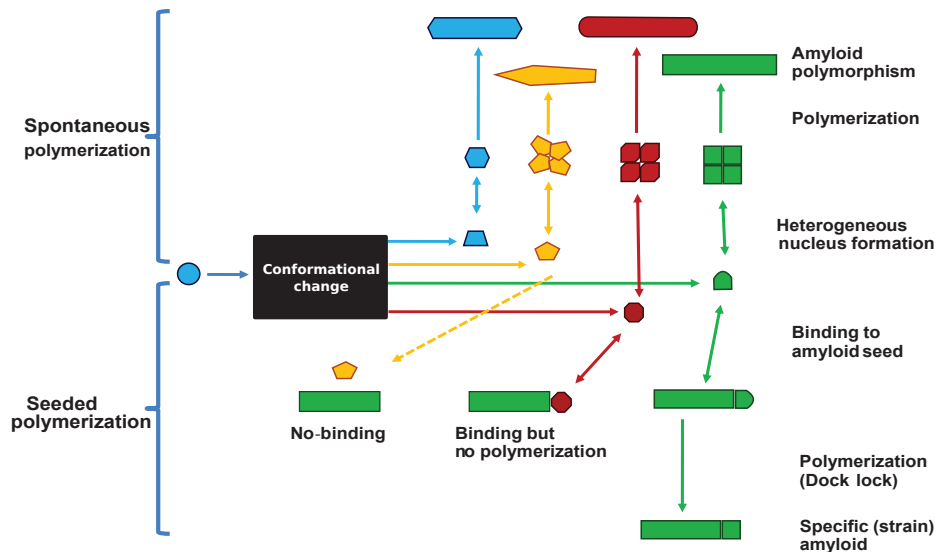 Amyloid
polymorphism
Spontaneous
polymerization
Polymerization
Heterogeneous
nucleus formation
Conformational
change
Binding to
amyloid seed
Seeded
polymerization
No-binding
Binding but
no polymerization
Polymerization
(Dock lock)
Specific (strain)
amyloid